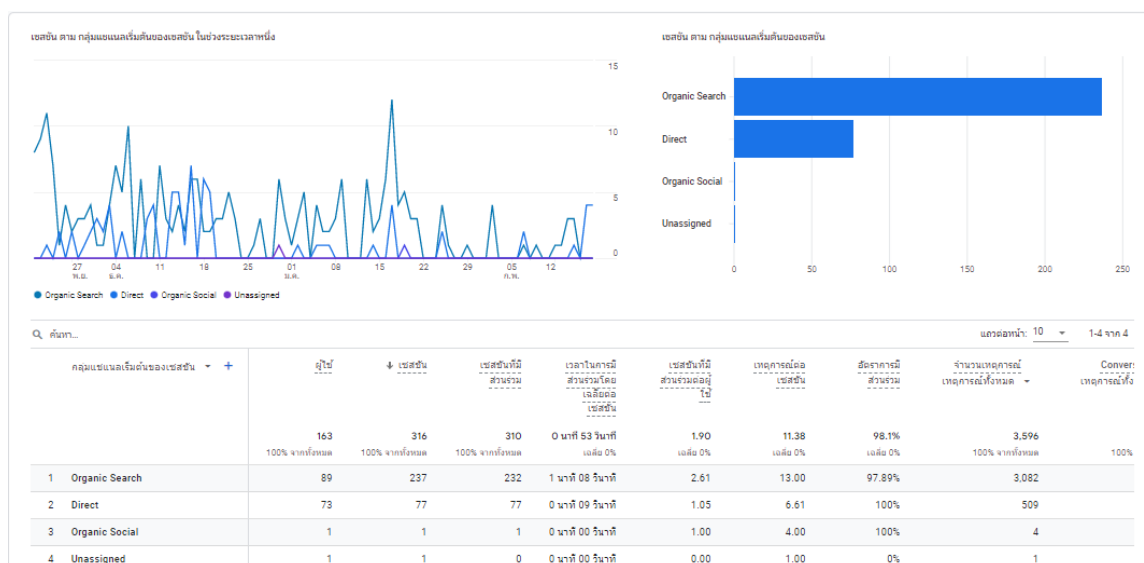 เซสชัน ตาม กลุ่มแชแนลเริ่มต้นของเซสชัน ในช่วงระยะเวลาหนึ่ง
15
10
5
0
27 04 11 18 25 01 08 15 22 29 05 12
พ.ย. ธ.ค. ม.ค. ก.พ.
Organic Search Direct Organic Social Unassigned
เซสชัน ตาม กลุ่มแชแนลเริ่มต้นของเซสชัน
Organic Search
Direct
Organic Social
Unassigned
0 50 100 150 200 250
ค้นหา... แถวต่อหน้า: 10 1-4 จาก 4
กลุ่มแชแนลเริ่มต้นของเซสชัน + ผู้ใช้ เซสชัน เซสชันที่มี เวลาในการมี เซสชันที่มี เหตุการณ์ต่อ อัตราการมี จำนวนเหตุการณ์ Convers
ส่วนร่วม ส่วนร่วมโดย ส่วนร่วมต่อผู้ เซสชัน ส่วนร่วม เหตุการณ์ทั้งหมด เหตุการณ์ทั้ง
เฉลี่ยต่อ ใช้
เซสชัน
163 316 310 0 นาที 53 วินาที 1.90 11.38 98.1% 3,596
100% จากทั้งหมด 100% จากทั้งหมด 100% จากทั้งหมด เฉลี่ย 0% เฉลี่ย 0% เฉลี่ย 0% เฉลี่ย 0% 100% จากทั้งหมด 100%
1 Organic Search 89 237 232 1 นาที 08 วินาที 2.61 13.00 97.89% 3,082
2 Direct 73 77 77 0 นาที 09 วินาที 1.05 6.61 100% 509
3 Organic Social 1 1 1 0 นาที 00 วินาที 1.00 4.00 100% 4
4 Unassigned 1 1 0 0 นาที 00 วินาที 0.00 1.00 0% 1